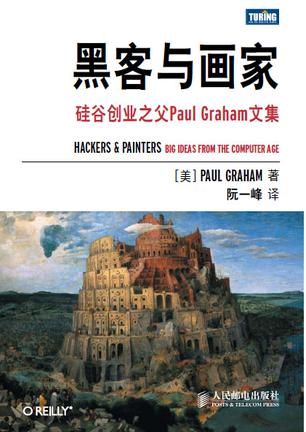 TURING
黑客与画家
硅谷创业之父Paul Graham文集
HACKERS & PAINTERS BIG IDEAS FROM THE COMPUTER AGE
[美] PAUL GRAHAM 著
阮一峰 译
O'REILLY®
人民邮电出版社
POSTS & TELECOM PRESS